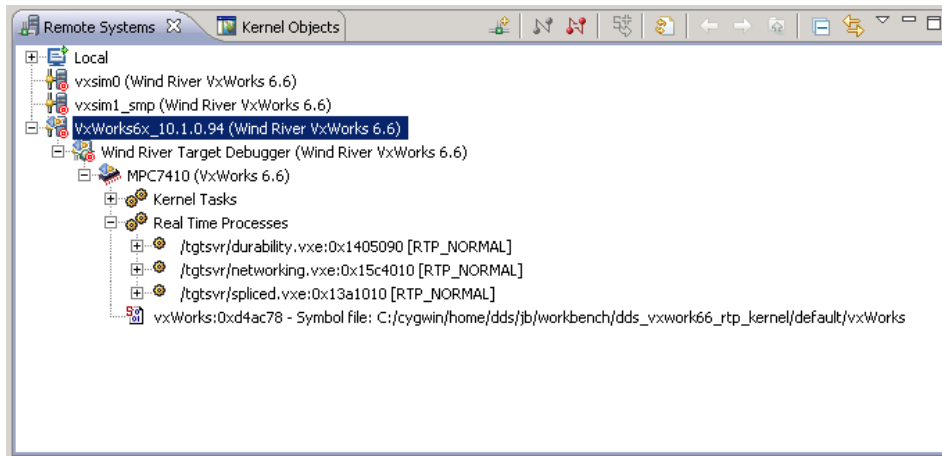 Remote Systems Kernel Objects
Local
vxsim0 (Wind River VxWorks 6.6)
vxsim1_smp (Wind River VxWorks 6.6)
VxWorks6x_10.1.0.94 (Wind River VxWorks 6.6)
Wind River Target Debugger (Wind River VxWorks 6.6)
MPC7410 (VxWorks 6.6)
Kernel Tasks
Real Time Processes
/tgtsvr/durability.vxe:0x1405090 [RTP_NORMAL]
/tgtsvr/networking.vxe:0x15c4010 [RTP_NORMAL]
/tgtsvr/spliced.vxe:0x13a1010 [RTP_NORMAL]
vxWorks:0xd4ac78 - Symbol file: C:/cygwin/home/dds/jb/workbench/dds_vxwork66_rtp_kernel/default/vxWorks